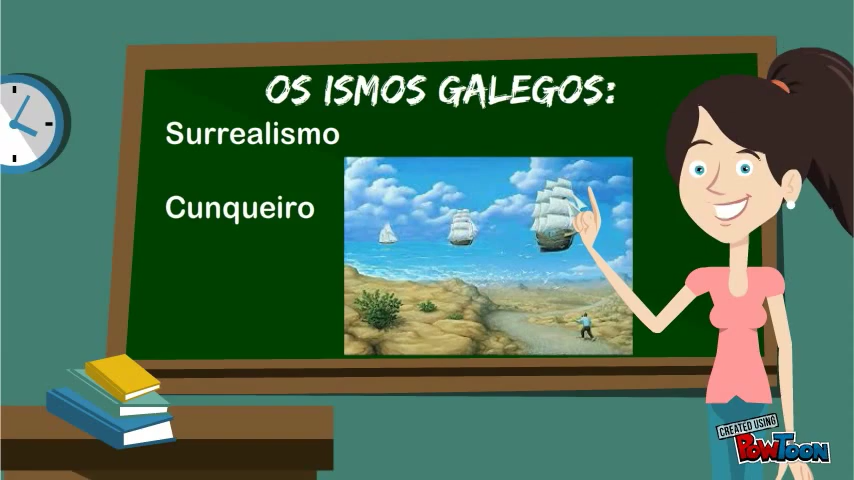 OS ISMOS GALEGOS:
Surrealismo
Cunqueiro
CREATED USING
POWTOON